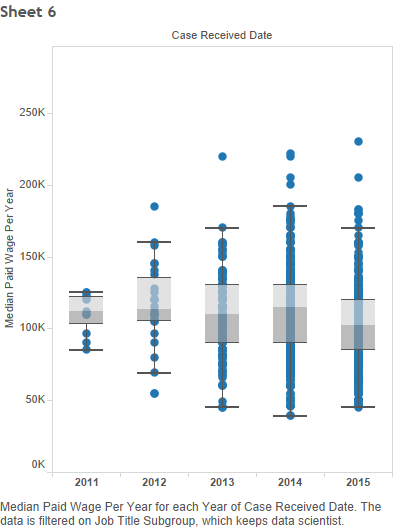 Sheet 6
Case Received Date
250K
200K
150K
100K
50K
0K
Median Paid Wage Per Year
2011 2012 2013 2014 2015
Median Paid Wage Per Year for each Year of Case Received Date. The
data is filtered on Job Title Subgroup, which keeps data scientist.